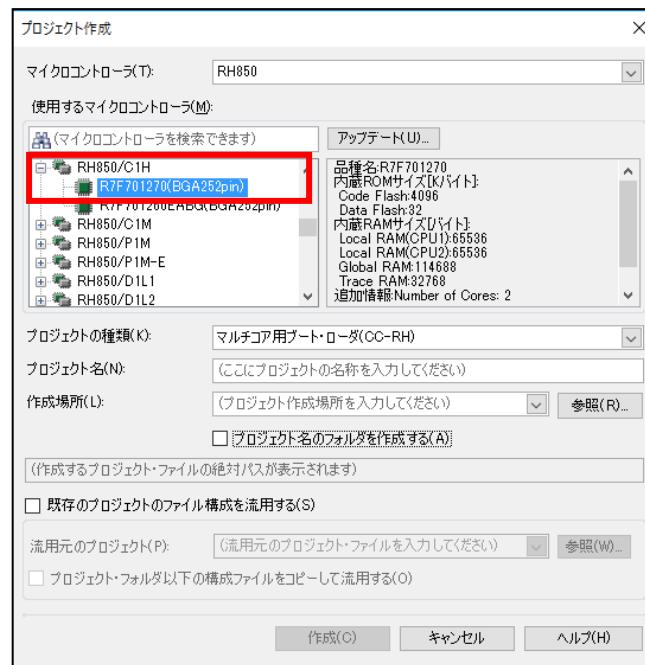 プロジェクト作成
マイクロコントローラ(T):
RH850
使用するマイクロコントローラ(M):
(マイクロコントローラを検索できます)
アップデート(U)...
RH850/C1H
R7F701270(BGA252pin)
R7F701260EABG(BGA252pin)
RH850/C1M
RH850/P1M
RH850/P1M-E
RH850/D1L1
RH850/D1L2
品種名:R7F701270
内蔵ROMサイズ[Kバイト]:
Code Flash:4096
Data Flash:32
内蔵RAMサイズ[バイト]:
Local RAM(CPU1):65536
Local RAM(CPU2):65536
Global RAM:114688
Trace RAM:32768
追加情報:Number of Cores: 2
プロジェクトの種類(K):
マルチコア用ブート・ローダ(CC-RH)
プロジェクト名(N):
(ここにプロジェクトの名称を入力してください)
作成場所(L):
(プロジェクト作成場所を入力してください)
参照(R)...
プロジェクト名のフォルダを作成する(A)
(作成するプロジェクト・ファイルの絶対パスが表示されます)
既存のプロジェクトのファイル構成を流用する(S)
流用元のプロジェクト(P):
(流用元のプロジェクト・ファイルを入力してください)
参照(W)...
プロジェクト・フォルダ以下の構成ファイルをコピーして流用する(O)
作成(C)
キャンセル
ヘルプ(H)